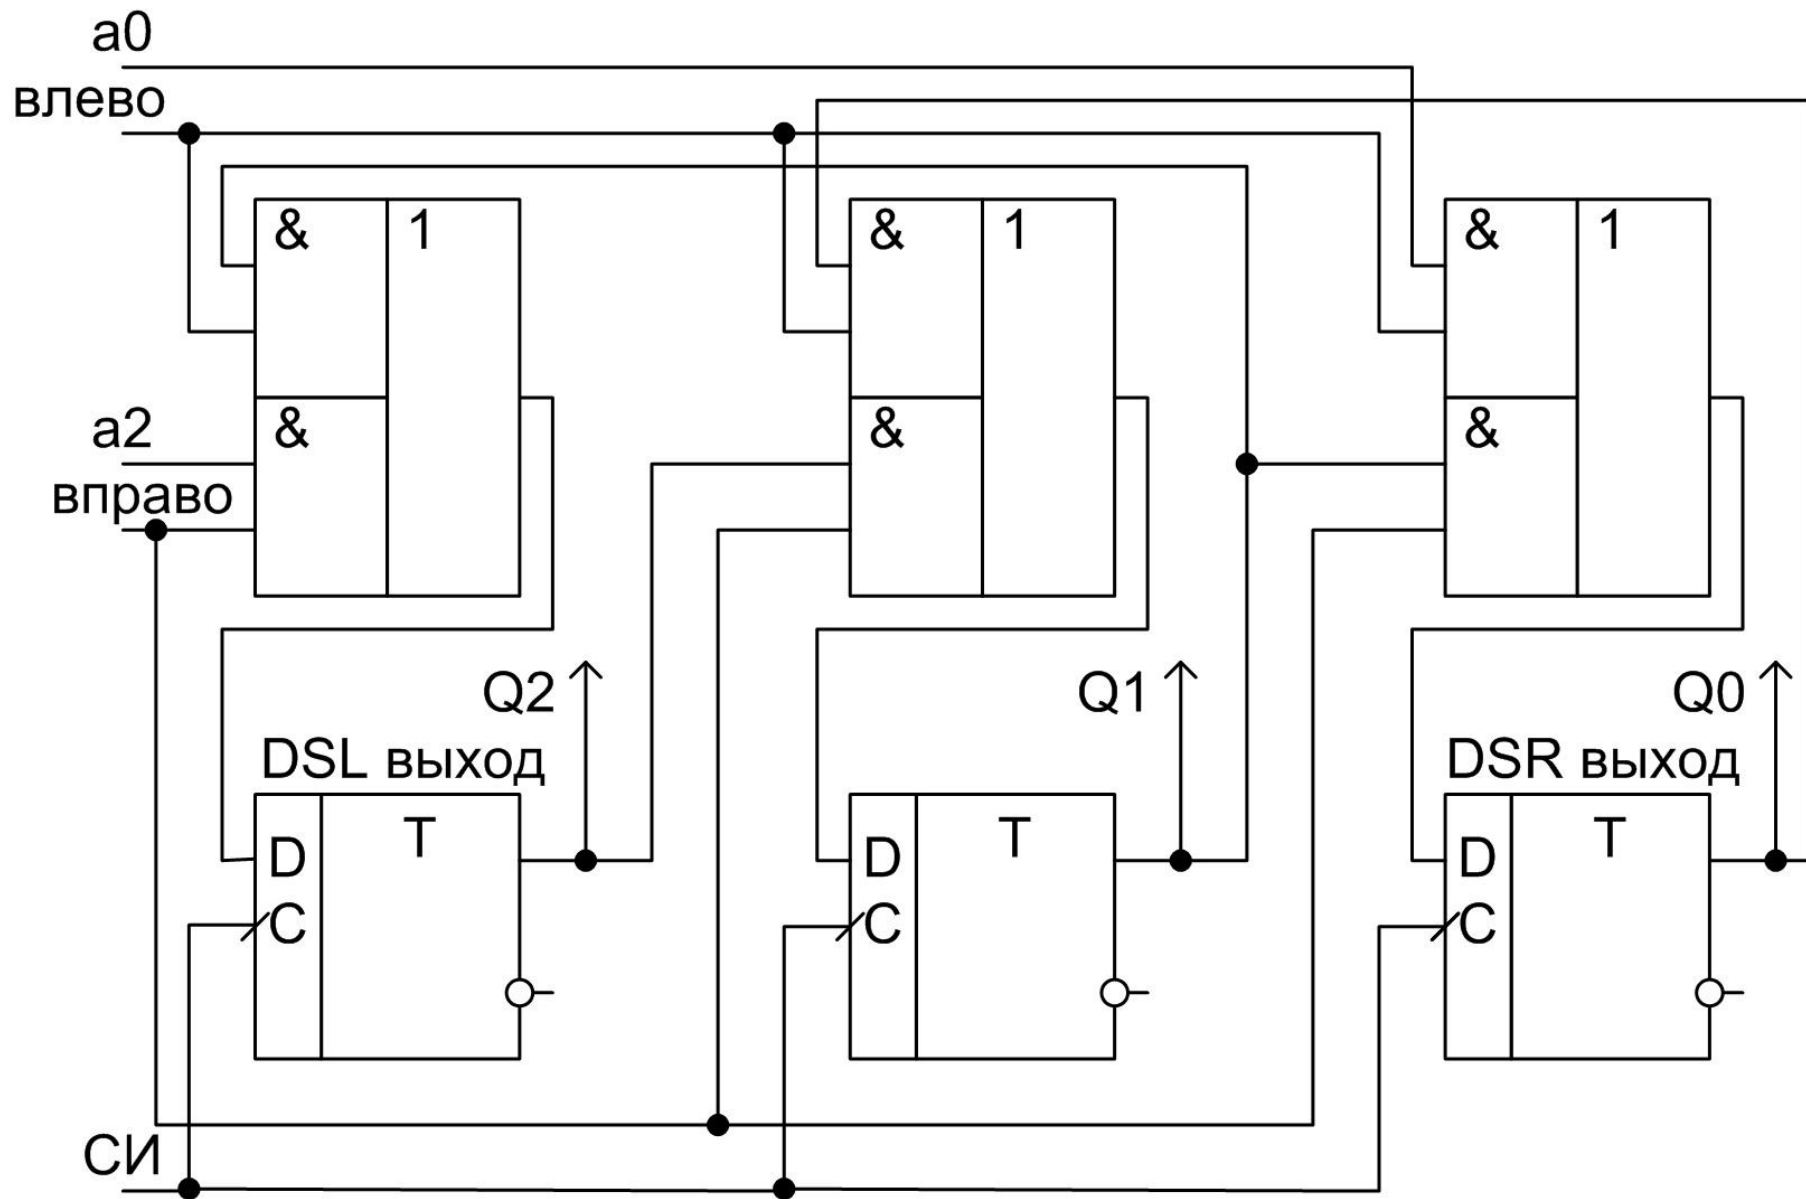 a0
влево
& 1 & 1 & 1
a2
& & &
вправо
Q2 Q1 Q0
DSL выход DSR выход
T T T
D D D
C C C
СИ